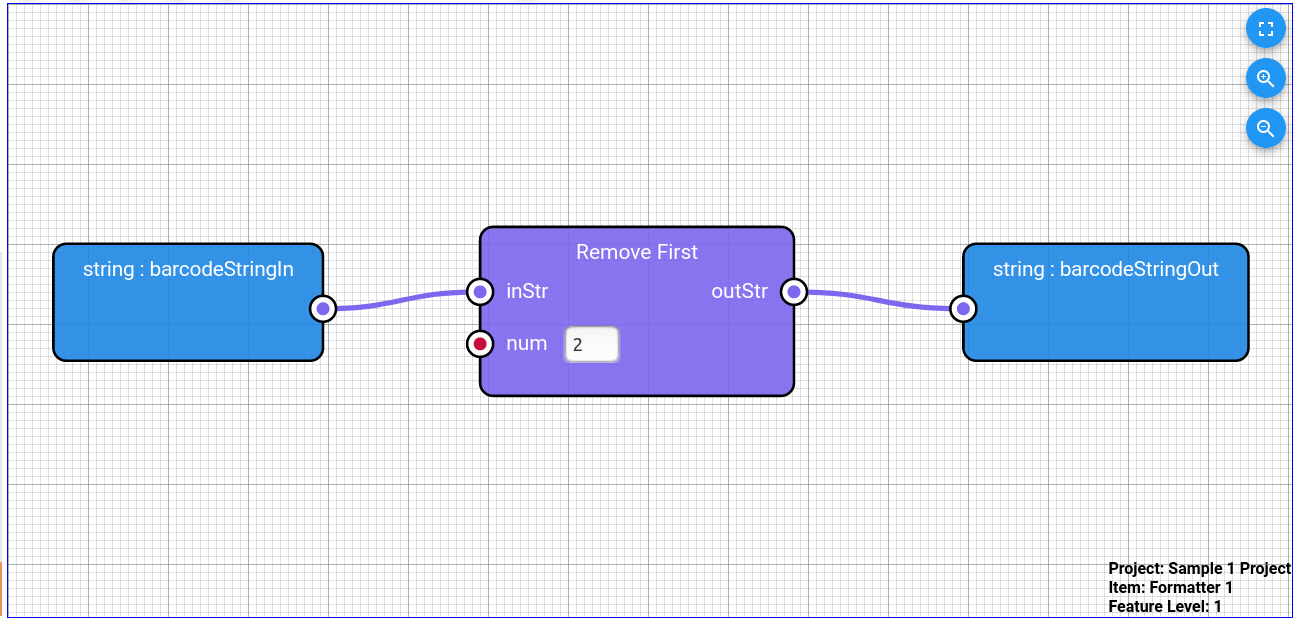 string : barcodeStringIn
Remove First
inStr
outStr
num
2
string : barcodeStringOut
Project: Sample 1 Project
Item: Formatter 1
Feature Level: 1